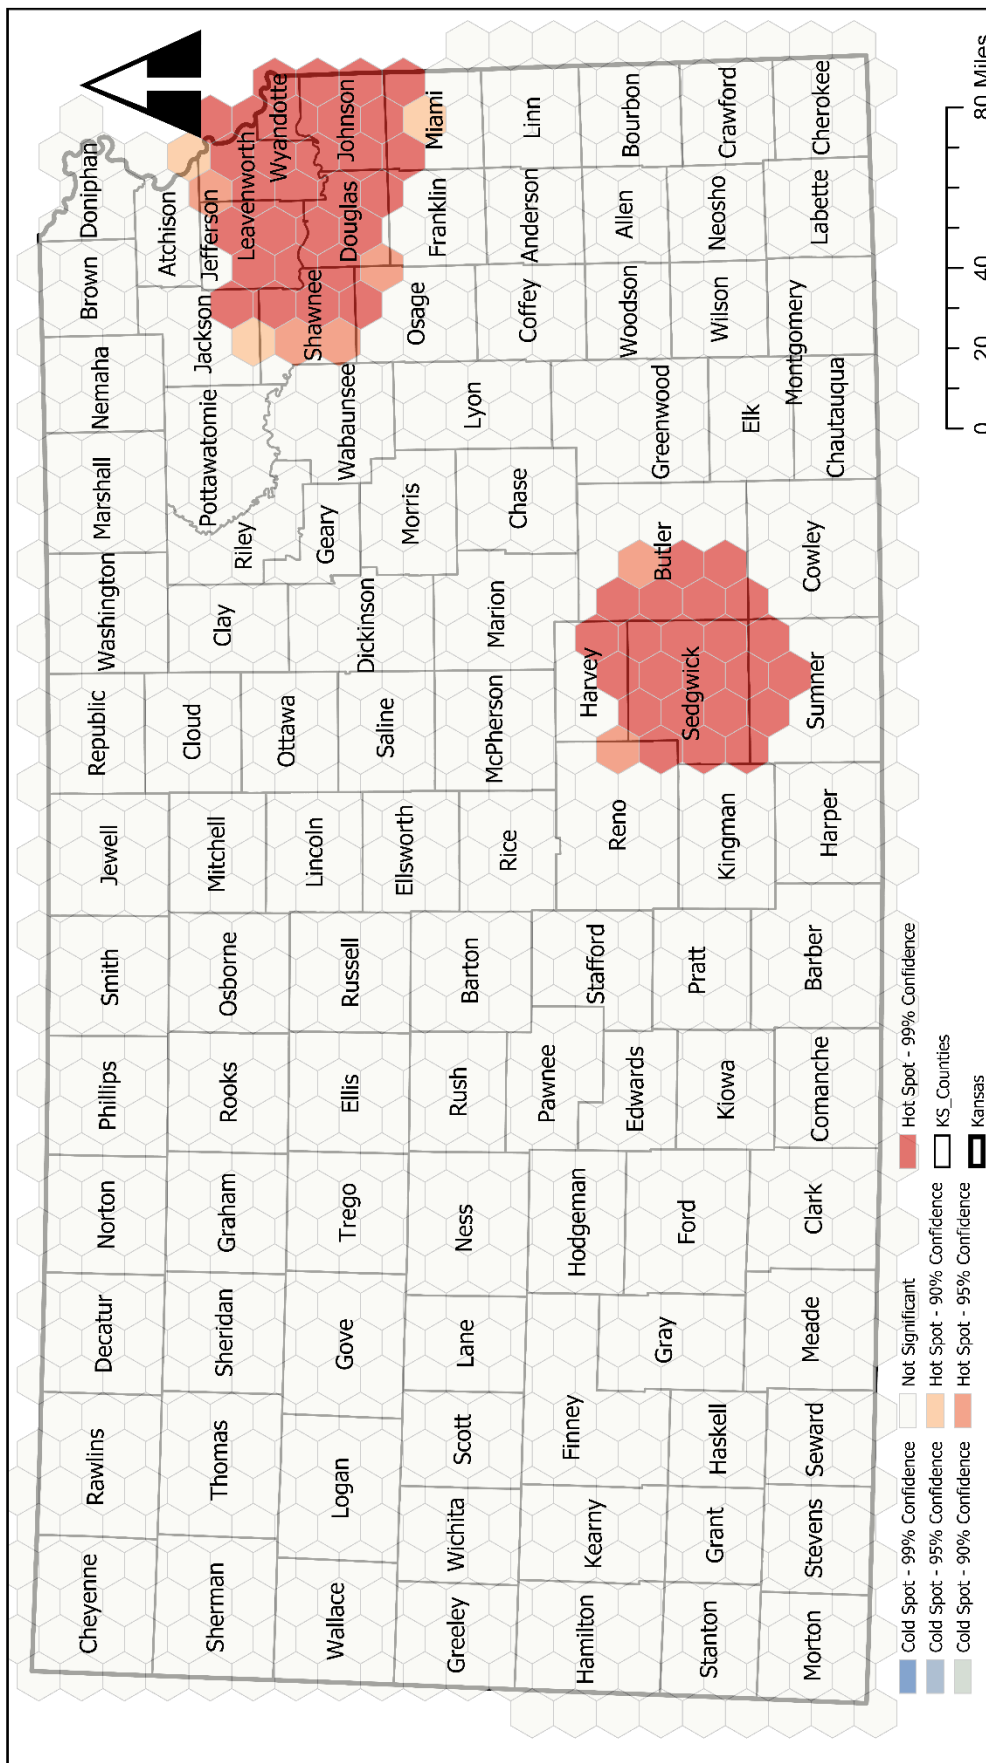 Cheyenne
Rawlins
Decatur
Norton
Phillips
Smith
Jewell
Republic
Washington
Marshall
Nemaha
Brown
Doniphan
Sherman
Thomas
Sheridan
Graham
Rooks
Osborne
Mitchell
Cloud
Clay
Riley
Pottawatomie
Jackson
Atchison
Jefferson
Leavenworth
Wyandotte
Wallace
Logan
Gove
Trego
Ellis
Russell
Lincoln
Ottawa
Dickinson
Geary
Wabaunsee
Shawnee
Douglas
Johnson
Greeley
Wichita
Scott
Lane
Ness
Rush
Barton
Ellsworth
Saline
Morris
Lyon
Osage
Franklin
Miami
Hamilton
Kearny
Finney
Hodgeman
Pawnee
Stafford
Rice
McPherson
Marion
Chase
Coffey
Anderson
Linn
Stanton
Grant
Haskell
Gray
Ford
Edwards
Kiowa
Pratt
Reno
Kingman
Harvey
Sedgwick
Butler
Greenwood
Woodson
Allen
Bourbon
Morton
Stevens
Seward
Meade
Clark
Comanche
Barber
Harper
Sumner
Cowley
Elk
Chautauqua
Montgomery
Wilson
Neosho
Labette
Crawford
Cherokee
Cold Spot - 99% Confidence
Cold Spot - 95% Confidence
Cold Spot - 90% Confidence
Not Significant
Hot Spot - 90% Confidence
Hot Spot - 95% Confidence
Hot Spot - 99% Confidence
KS_Counties
Kansas
0 20 40 80 Miles